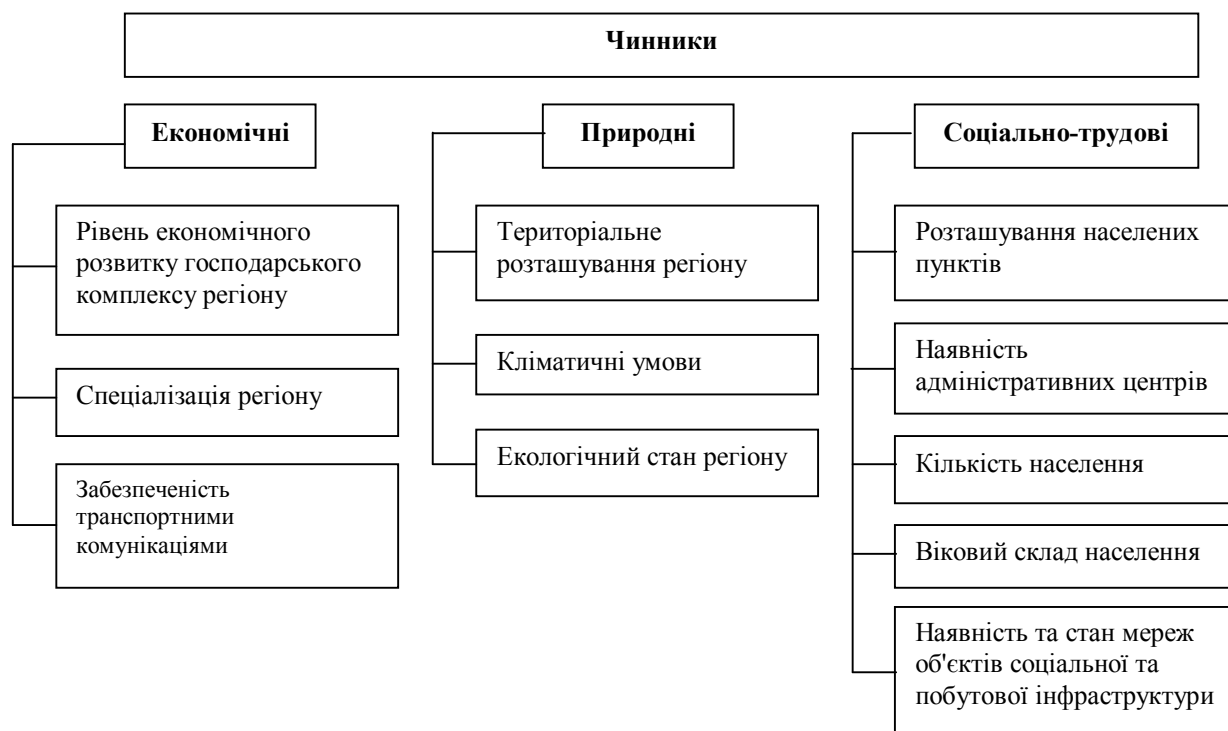 Чинники
Економічні
Природні
Соціально-трудові
Рівень економічного
розвитку господарського
комплексу регіону
Спеціалізація регіону
Забезпеченість
транспортними
комунікаціями
Територіальне
розташування регіону
Кліматичні умови
Екологічний стан регіону
Розташування населених
пунктів
Наявність
адміністративних центрів
Кількість населення
Віковий склад населення
Наявність та стан мереж
об'єктів соціальної та
побутової інфраструктури